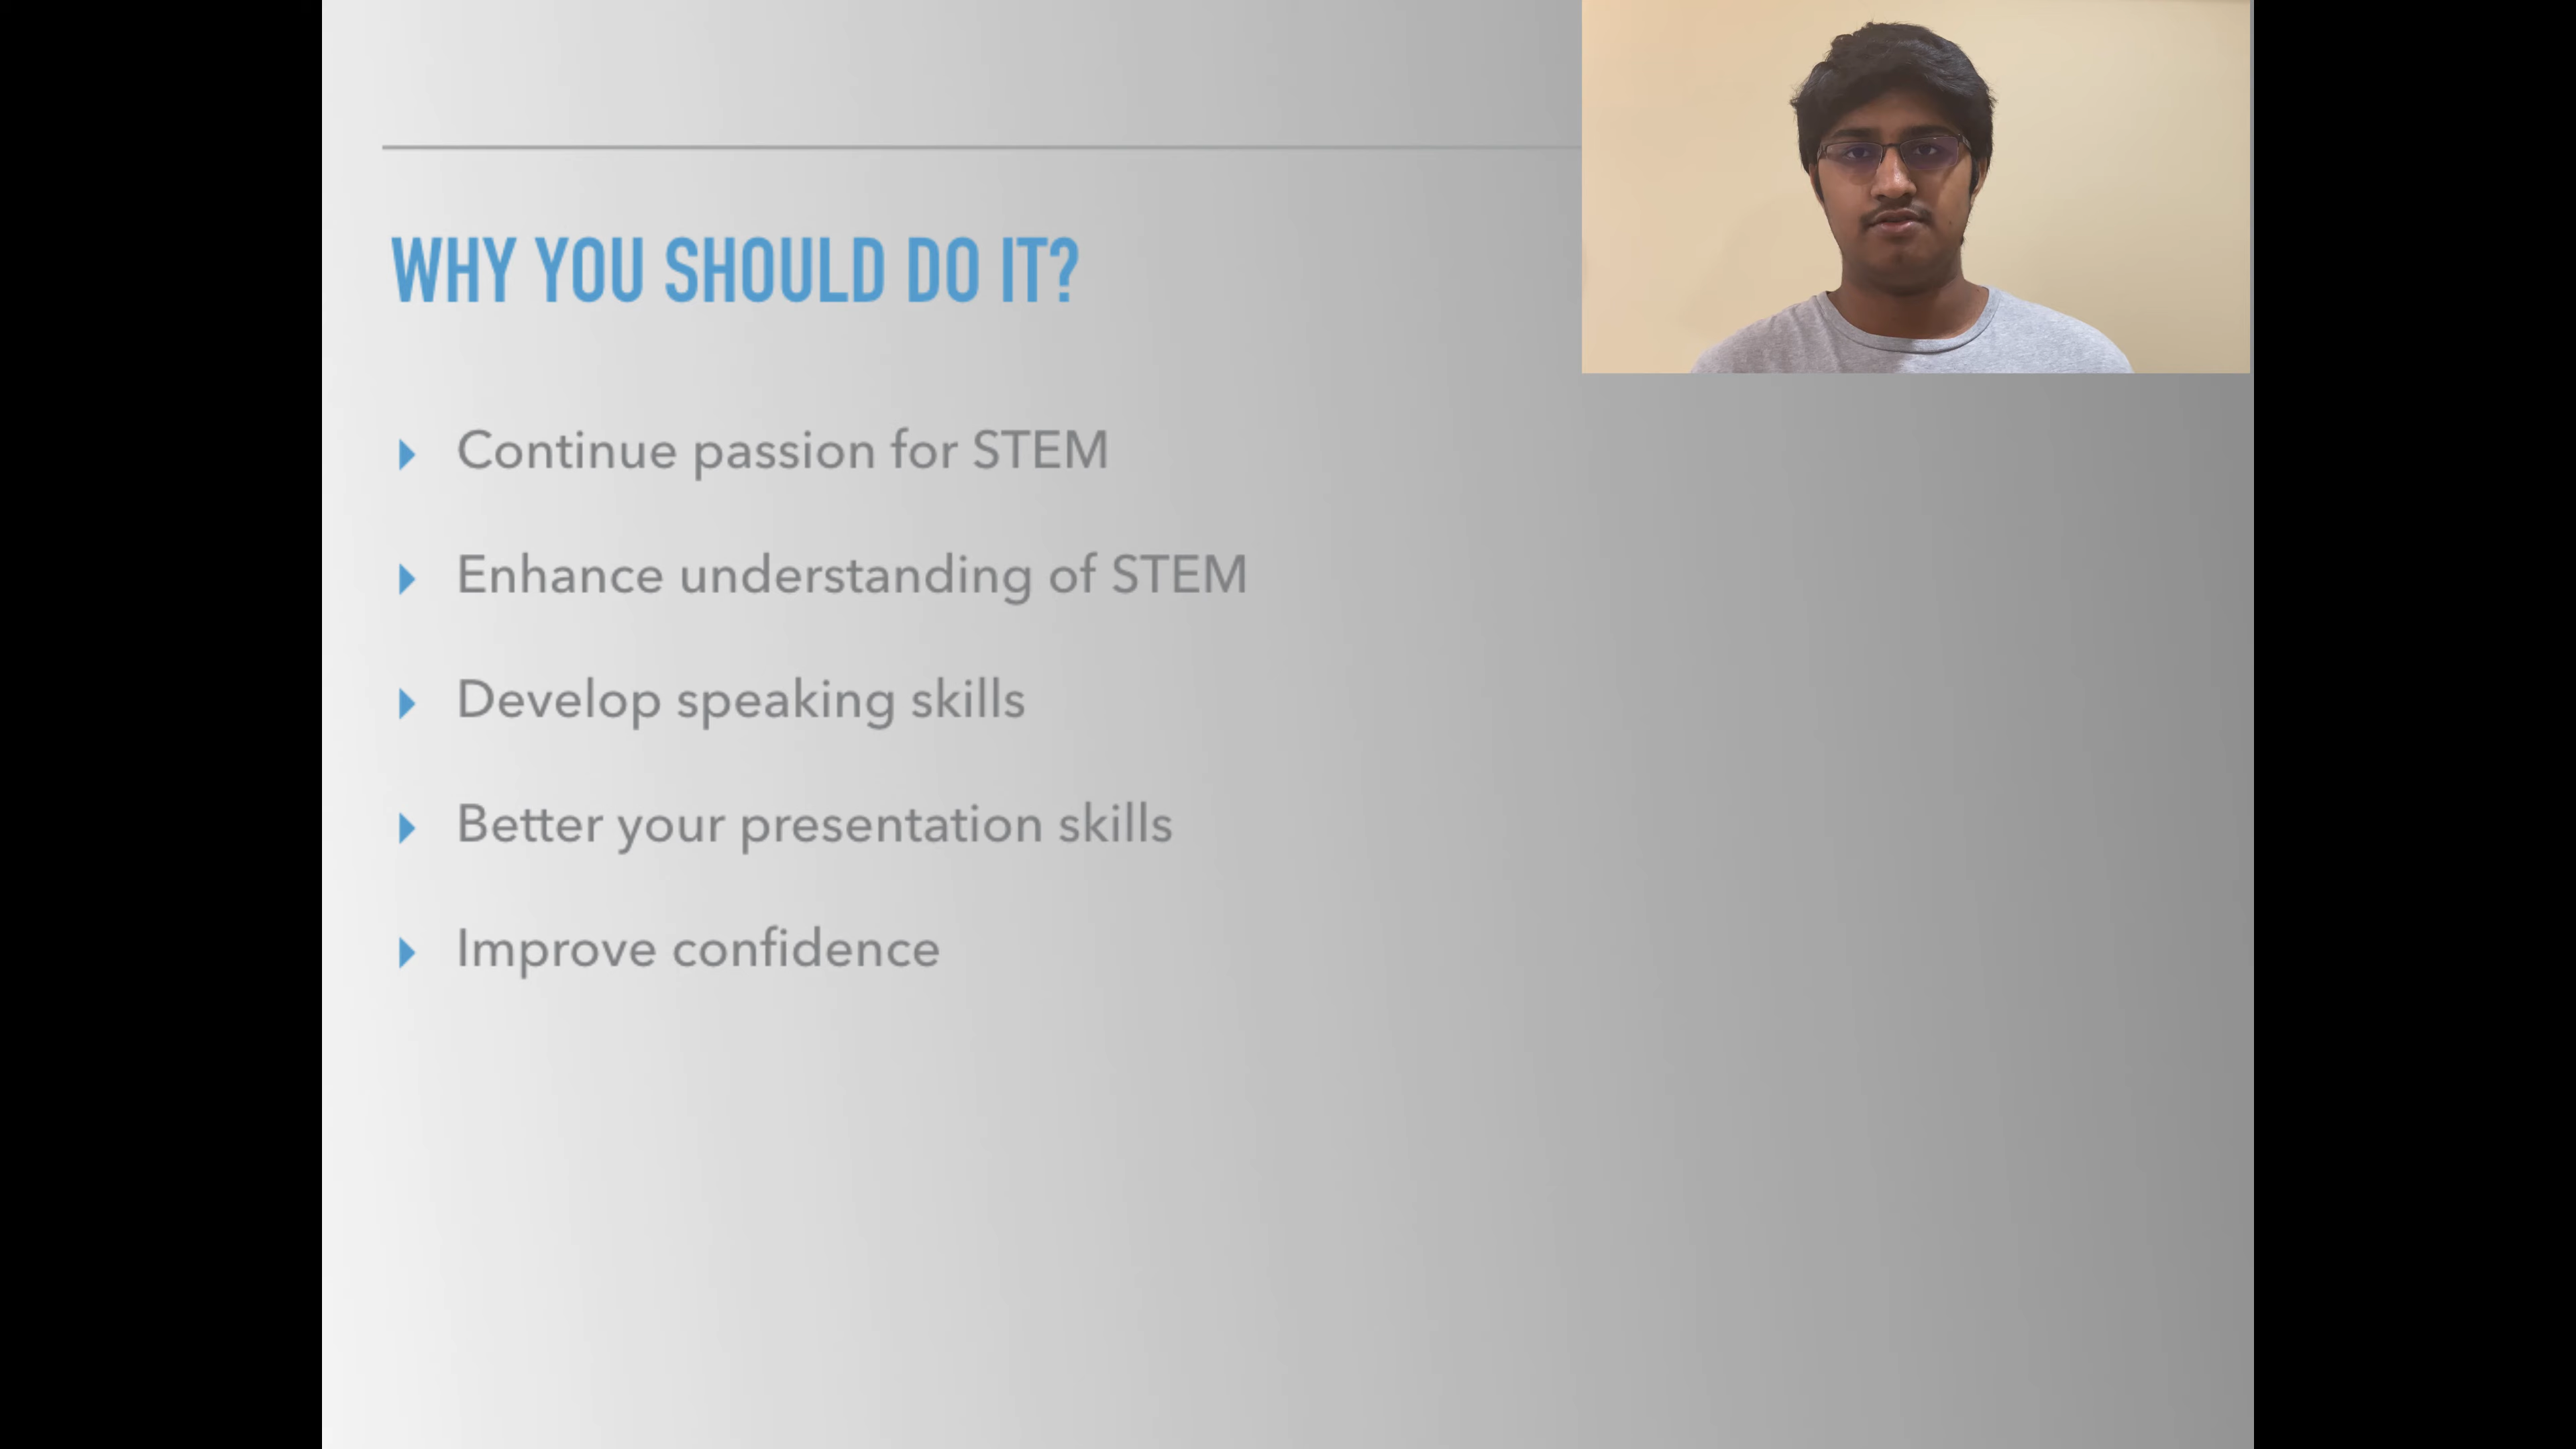 WHY YOU SHOULD DO IT?
Continue passion for STEM
Enhance understanding of STEM
Develop speaking skills
Better your presentation skills
Improve confidence